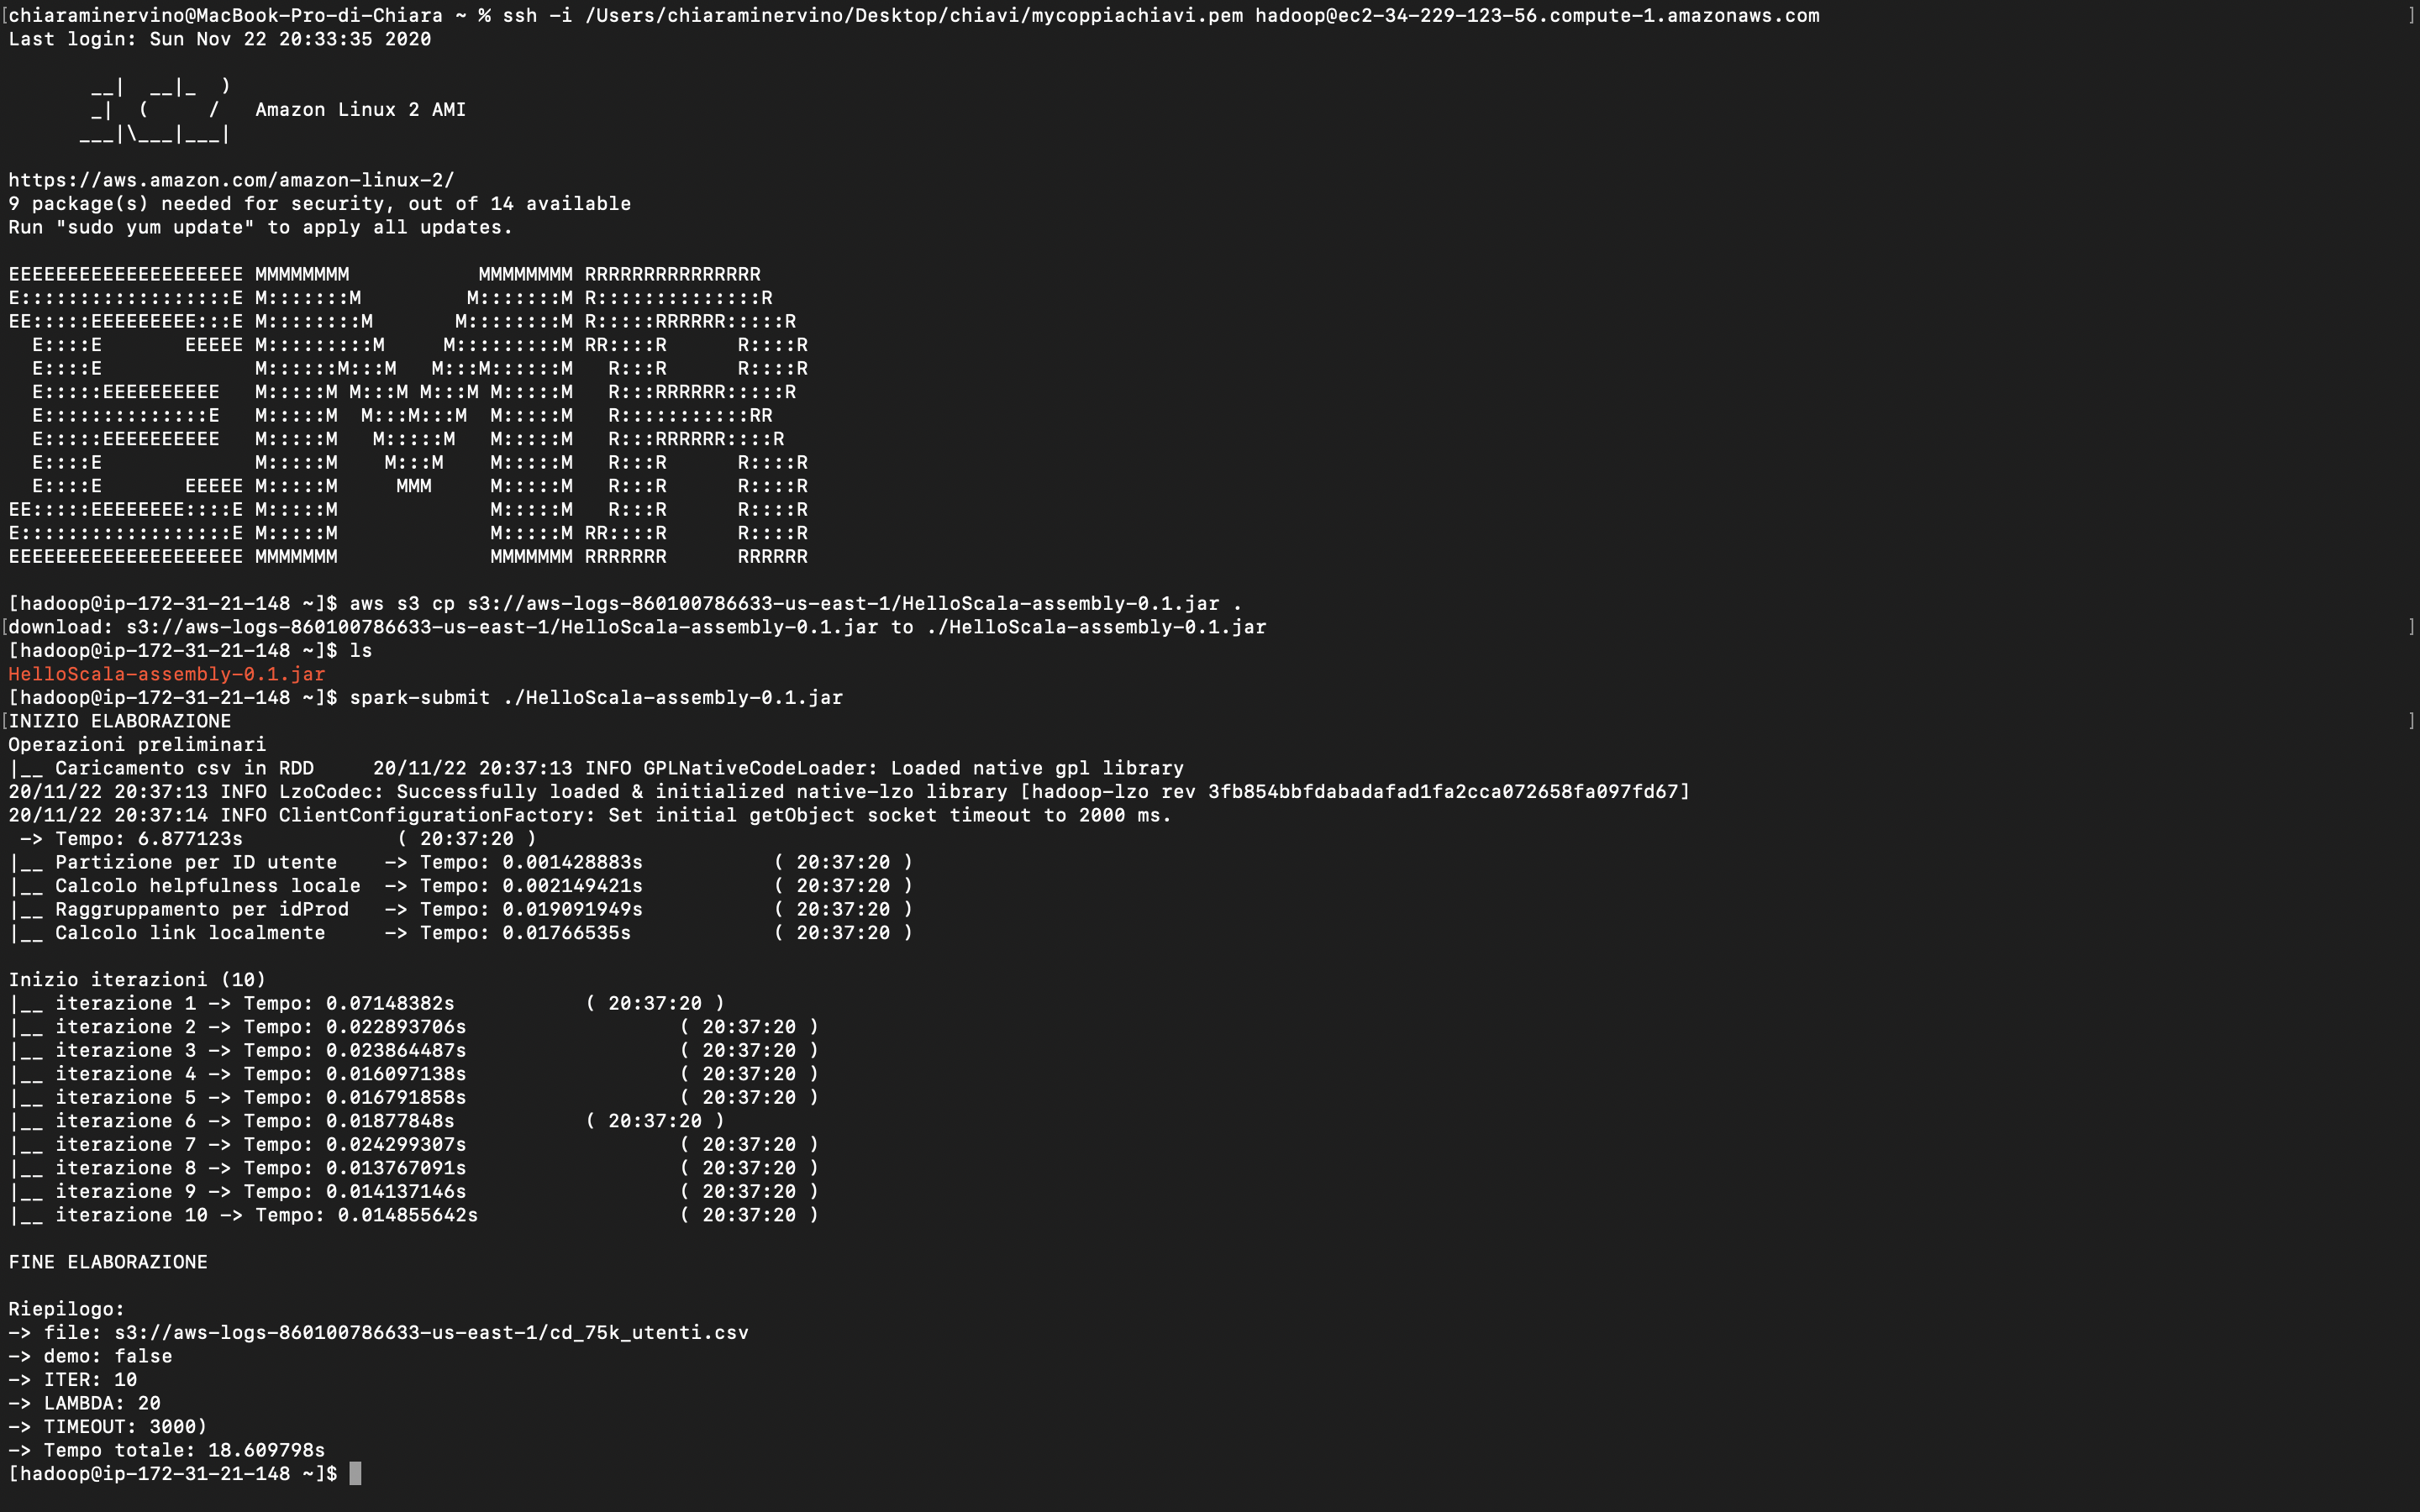 [chiaraminervino@MacBook-Pro-di-Chiara ~ % ssh -i /Users/chiaraminervino/Desktop/chiavi/mycoppiachiavi.pem hadoop@ec2-34-229-123-56.compute-1.amazonaws.com ]
Last login: Sun Nov 22 20:33:35 2020

       __|  __|_  )
       _|  (     /   Amazon Linux 2 AMI
      ___|\___|___|

https://aws.amazon.com/amazon-linux-2/
9 package(s) needed for security, out of 14 available
Run "sudo yum update" to apply all updates.

EEEEEEEEEEEEEEEEEEEE MMMMMMMM           MMMMMMMM RRRRRRRRRRRRRRR
E::::::::::::::::::E M:::::::M         M:::::::M R::::::::::::::R
EE:::::EEEEEEEEE:::E M::::::::M       M::::::::M R:::::RRRRRR:::::R
  E::::E       EEEEE M:::::::::M     M:::::::::M RR::::R      R::::R
  E::::E             M::::::M:::M   M:::M::::::M   R:::R      R::::R
  E:::::EEEEEEEEEE   M:::::M M:::M M:::M M:::::M   R:::RRRRRR:::::R
  E::::::::::::::E   M:::::M  M:::M:::M  M:::::M   R:::::::::::RR
  E:::::EEEEEEEEEE   M:::::M   M:::::M   M:::::M   R:::RRRRRR::::R
  E::::E             M:::::M    M:::M    M:::::M   R:::R      R::::R
  E::::E       EEEEE M:::::M     MMM     M:::::M   R:::R      R::::R
EE:::::EEEEEEEE::::E M:::::M             M:::::M   R:::R      R::::R
E::::::::::::::::::E M:::::M             M:::::M RR::::R      R::::R
EEEEEEEEEEEEEEEEEEEE MMMMMMM             MMMMMMM RRRRRRR      RRRRRR

[hadoop@ip-172-31-21-148 ~]$ aws s3 cp s3://aws-logs-860100786633-us-east-1/HelloScala-assembly-0.1.jar .
[download: s3://aws-logs-860100786633-us-east-1/HelloScala-assembly-0.1.jar to ./HelloScala-assembly-0.1.jar ]
[hadoop@ip-172-31-21-148 ~]$ ls
HelloScala-assembly-0.1.jar
[hadoop@ip-172-31-21-148 ~]$ spark-submit ./HelloScala-assembly-0.1.jar
[INIZIO ELABORAZIONE ]
Operazioni preliminari
|__ Caricamento csv in RDD     20/11/22 20:37:13 INFO GPLNativeCodeLoader: Loaded native gpl library
20/11/22 20:37:13 INFO LzoCodec: Successfully loaded & initialized native-lzo library [hadoop-lzo rev 3fb854bbfdabadafad1fa2cca072658fa097fd67]
20/11/22 20:37:14 INFO ClientConfigurationFactory: Set initial getObject socket timeout to 2000 ms.
 -> Tempo: 6.877123s             ( 20:37:20 )
|__ Partizione per ID utente    -> Tempo: 0.001428883s           ( 20:37:20 )
|__ Calcolo helpfulness locale  -> Tempo: 0.002149421s           ( 20:37:20 )
|__ Raggruppamento per idProd   -> Tempo: 0.019091949s           ( 20:37:20 )
|__ Calcolo link localmente     -> Tempo: 0.01766535s            ( 20:37:20 )

Inizio iterazioni (10)
|__ iterazione 1 -> Tempo: 0.07148382s           ( 20:37:20 )
|__ iterazione 2 -> Tempo: 0.022893706s                  ( 20:37:20 )
|__ iterazione 3 -> Tempo: 0.023864487s                  ( 20:37:20 )
|__ iterazione 4 -> Tempo: 0.016097138s                  ( 20:37:20 )
|__ iterazione 5 -> Tempo: 0.016791858s                  ( 20:37:20 )
|__ iterazione 6 -> Tempo: 0.01877848s           ( 20:37:20 )
|__ iterazione 7 -> Tempo: 0.024299307s                  ( 20:37:20 )
|__ iterazione 8 -> Tempo: 0.013767091s                  ( 20:37:20 )
|__ iterazione 9 -> Tempo: 0.014137146s                  ( 20:37:20 )
|__ iterazione 10 -> Tempo: 0.014855642s                 ( 20:37:20 )

FINE ELABORAZIONE

Riepilogo:
-> file: s3://aws-logs-860100786633-us-east-1/cd_75k_utenti.csv
-> demo: false
-> ITER: 10
-> LAMBDA: 20
-> TIMEOUT: 3000)
-> Tempo totale: 18.609798s
[hadoop@ip-172-31-21-148 ~]$